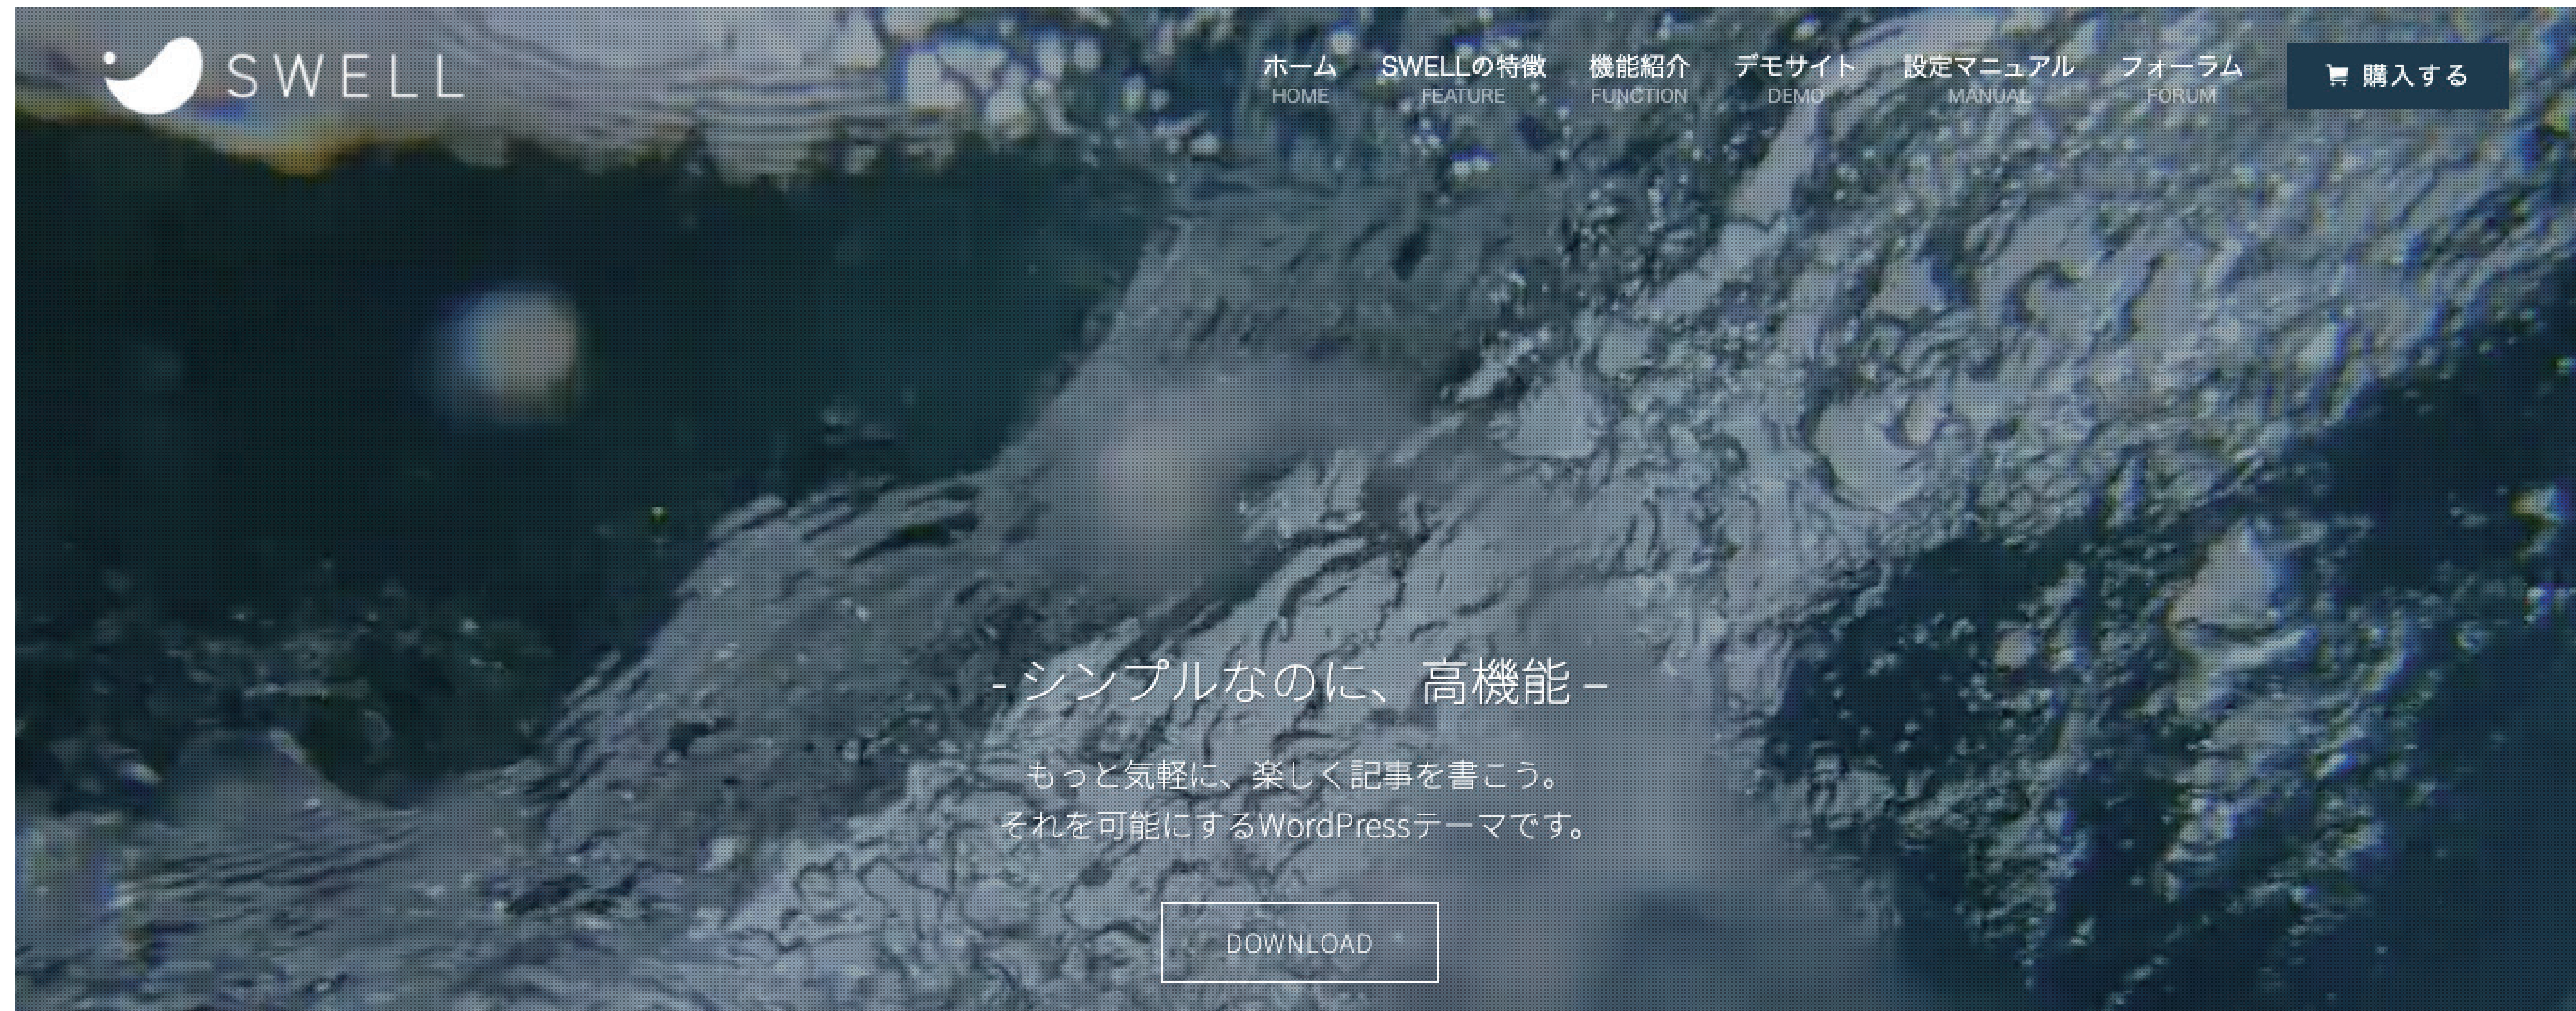 SWELL
ホーム
HOME
SWELLの特徴
FEATURE
機能紹介
FUNCTION
デモサイト
DEMO
設定マニュアル
MANUAL
フォーラム
FORUM
購入する
- シンプルなのに、高機能 –
もっと気軽に、楽しく記事を書こう。
それを可能にするWordPressテーマです。
DOWNLOAD